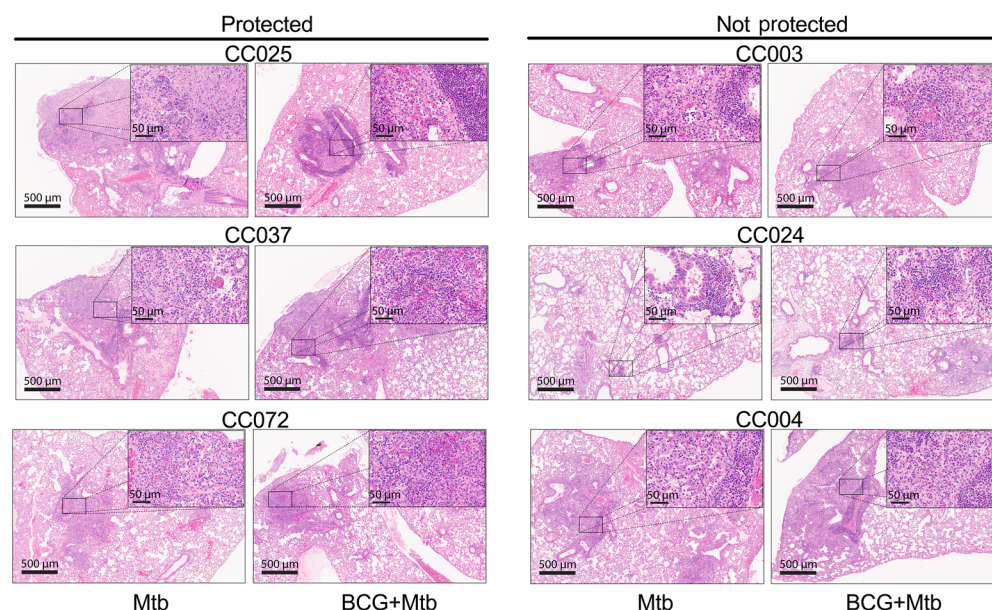 Protected
Not protected
CC025
CC003
50 µm
50 µm
50 µm
50 µm
500 µm
500 µm
500 µm
500 µm
CC037
CC024
50 µm
50 µm
50 µm
50 µm
500 µm
500 µm
500 µm
500 µm
CC072
CC004
50 µm
50 µm
50 µm
50 µm
500 µm
500 µm
500 µm
500 µm
Mtb
BCG+Mtb
Mtb
BCG+Mtb